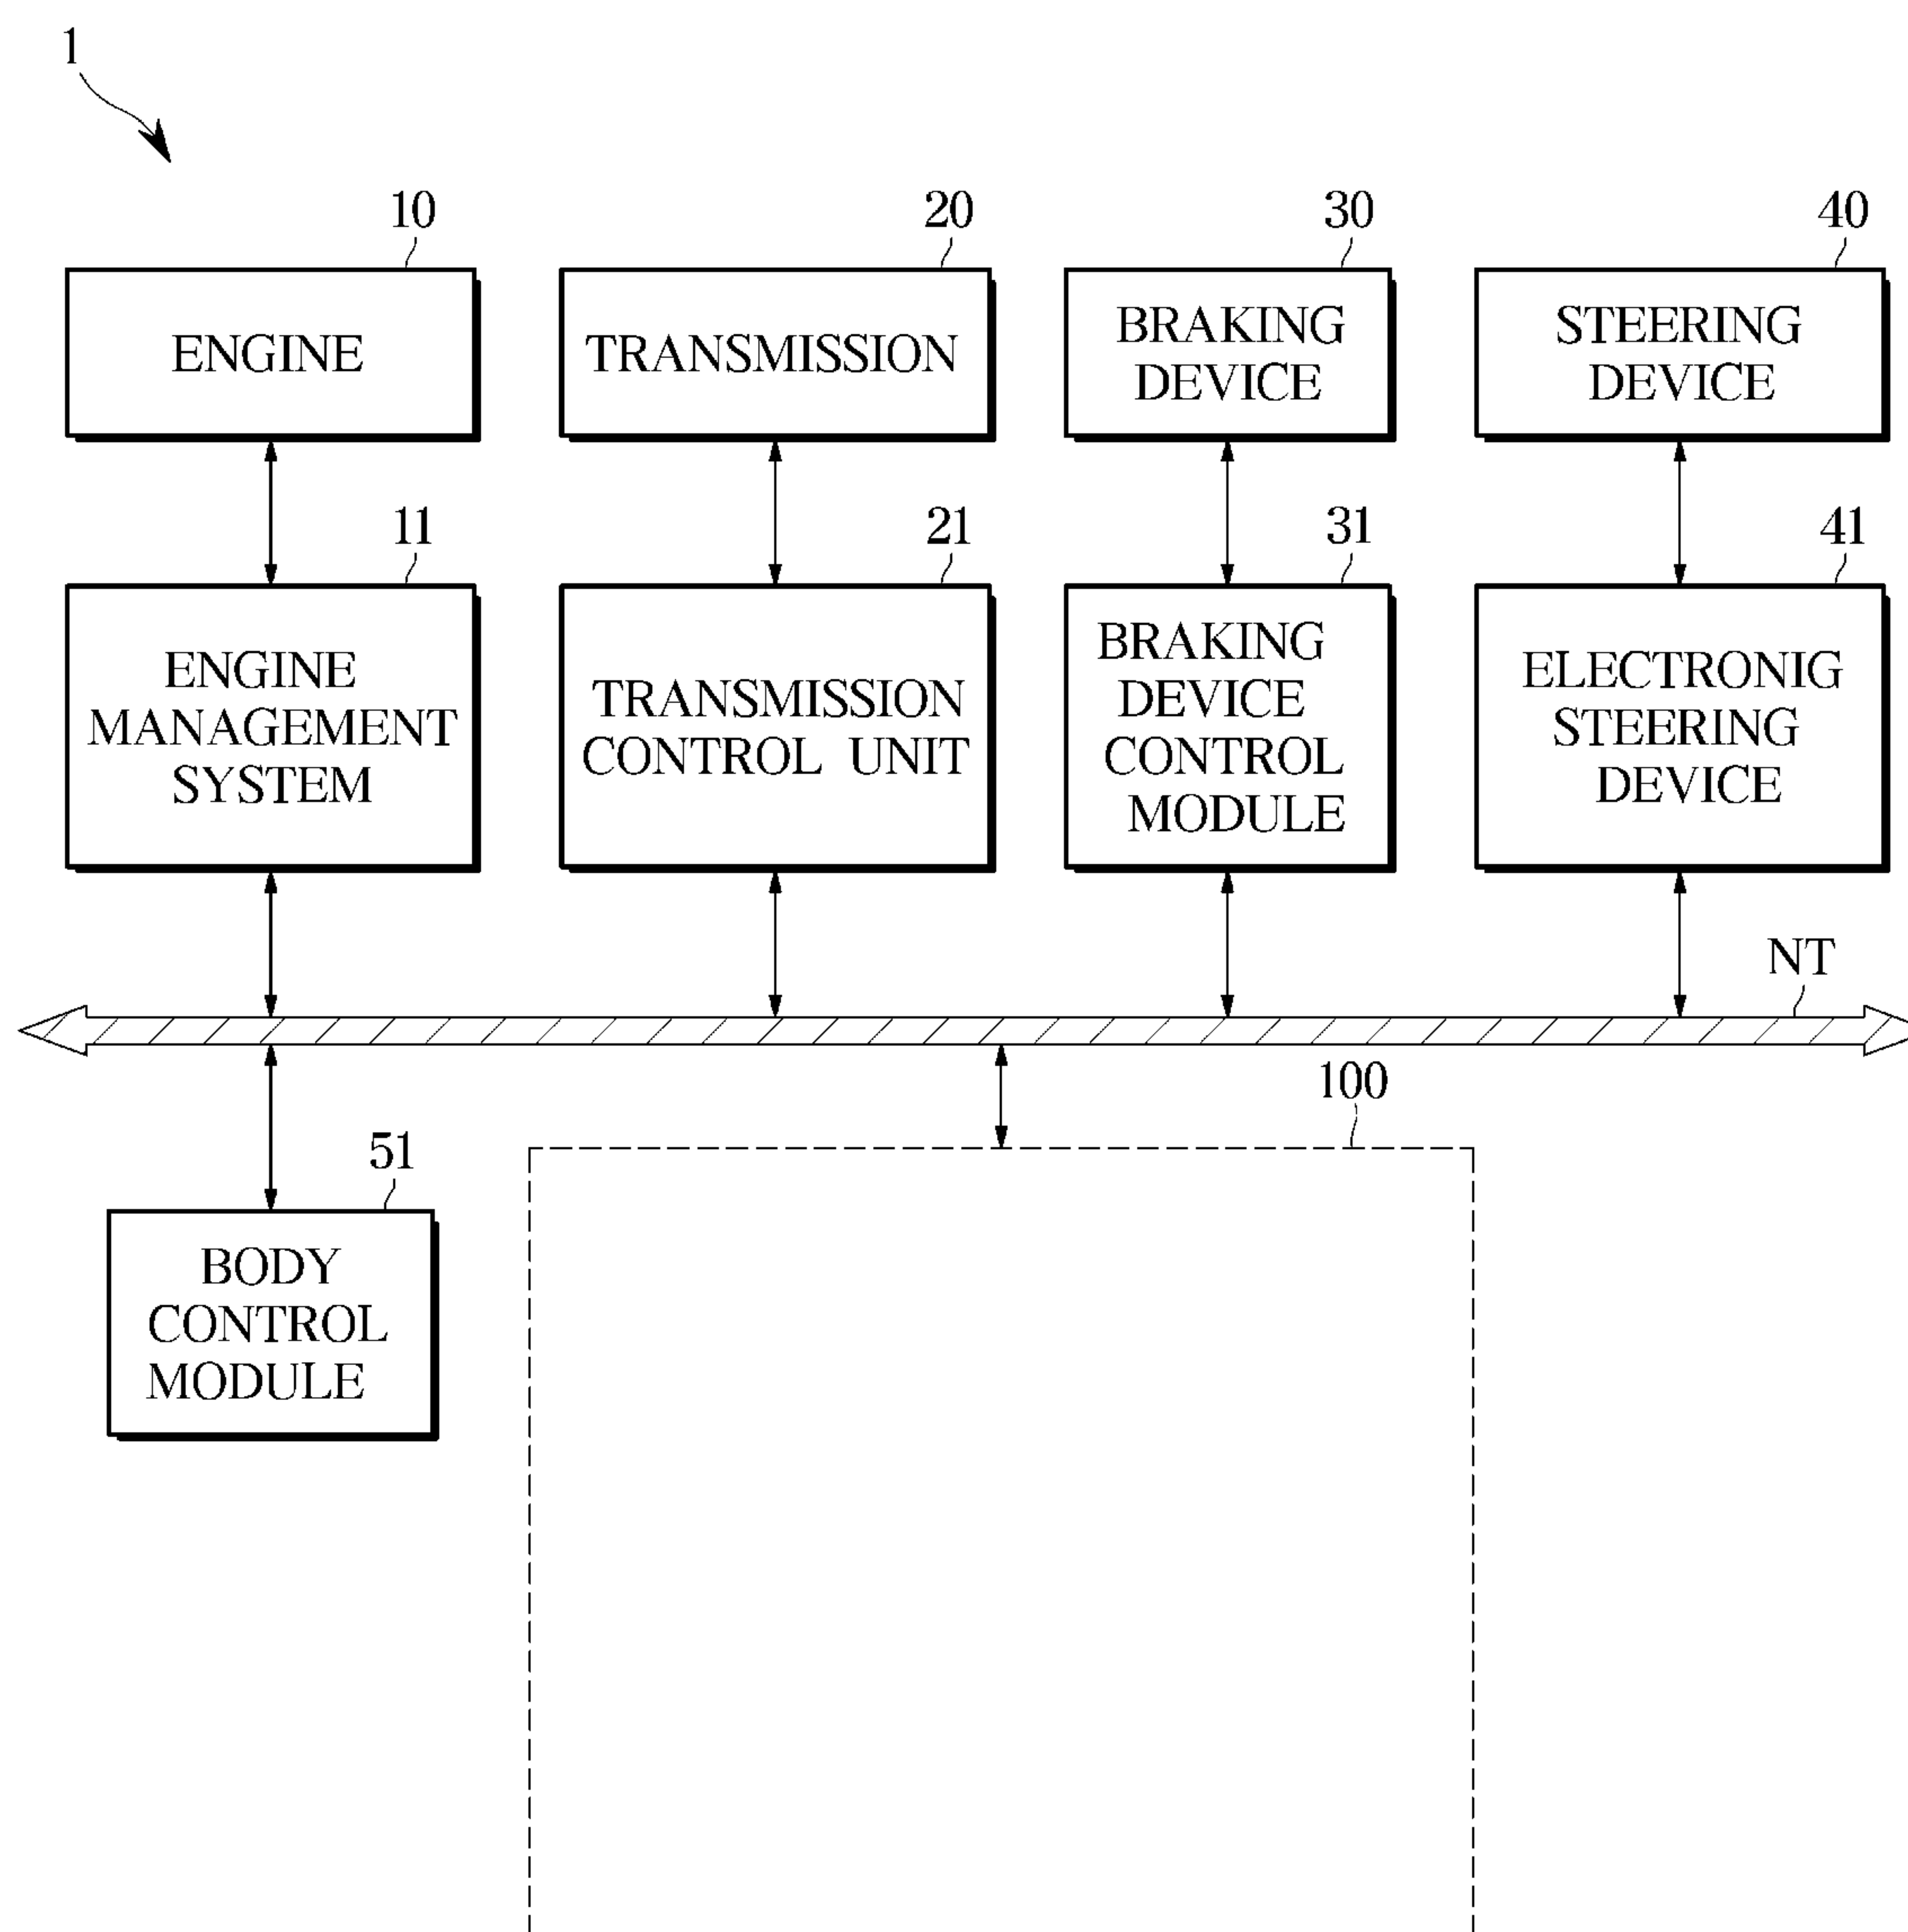 1
10
20
30
40
ENGINE
TRANSMISSION
BRAKING
DEVICE
STEERING
DEVICE
11
21
31
41
ENGINE
MANAGEMENT
SYSTEM
TRANSMISSION
CONTROL UNIT
BRAKING
DEVICE
CONTROL
MODULE
ELECTRONIG
STEERING
DEVICE
NT
100
51
BODY
CONTROL
MODULE